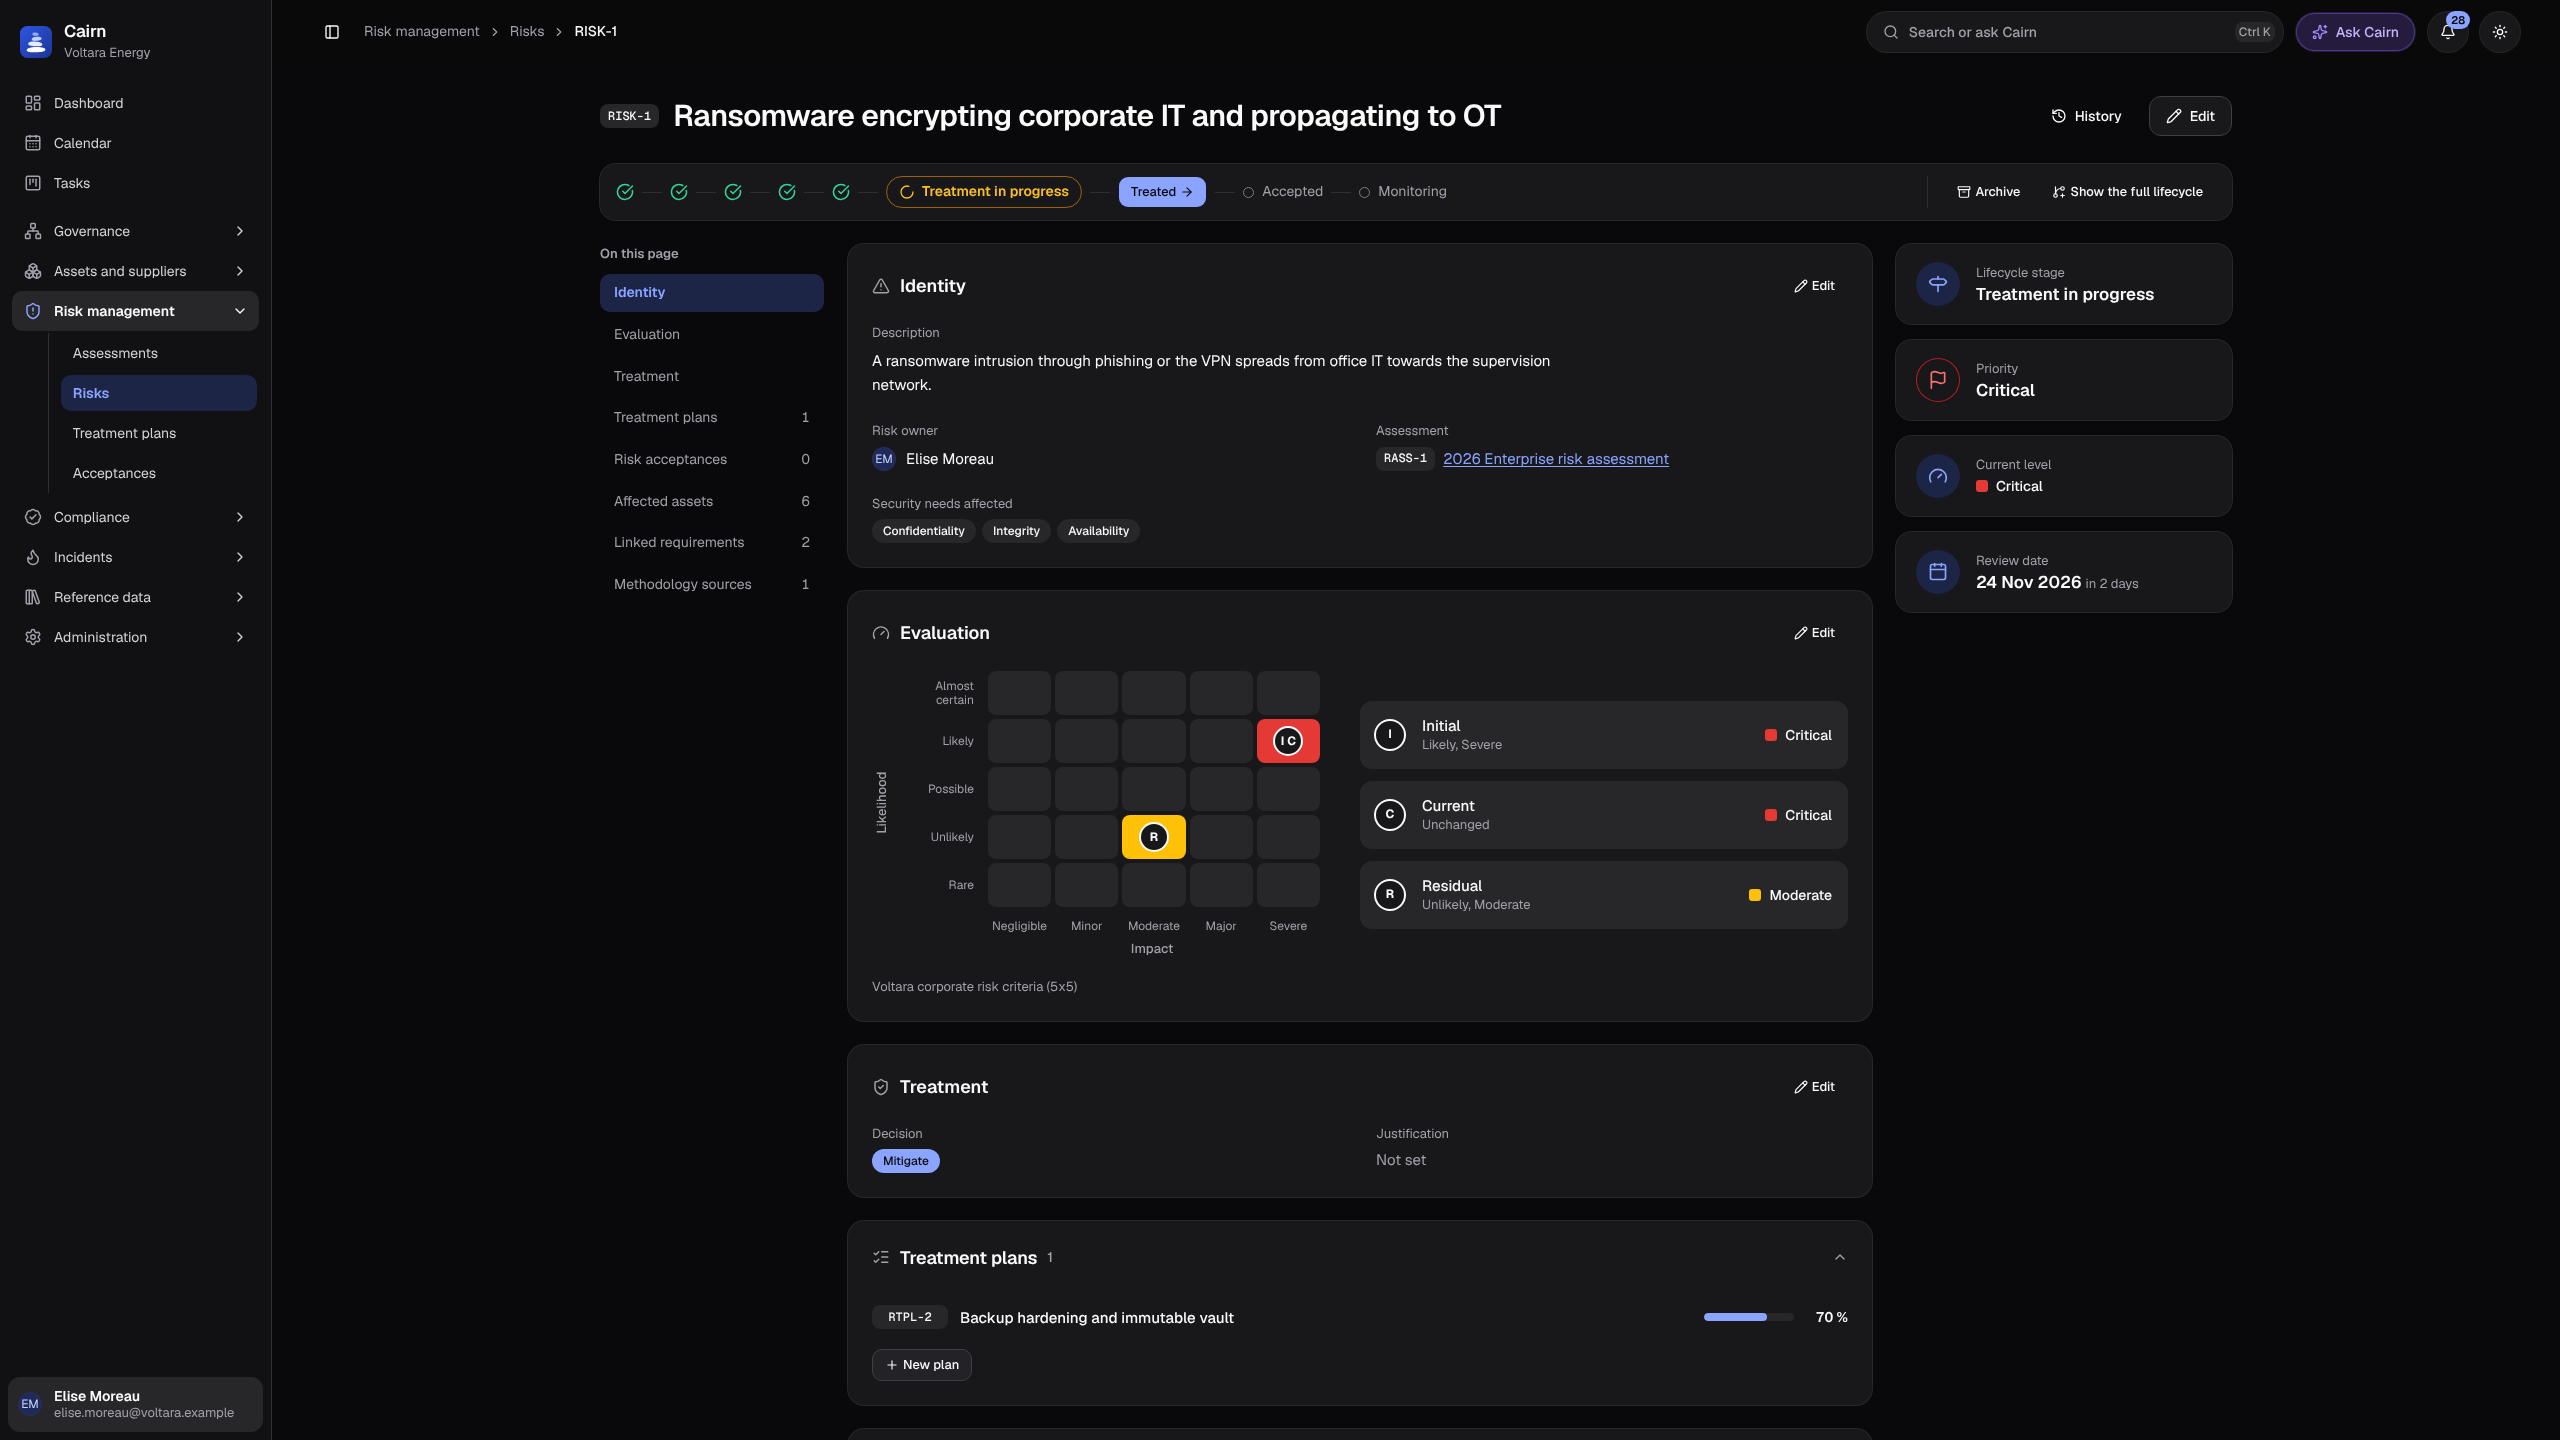 Cairn
Voltara Energy
Dashboard
Calendar
Tasks
Governance
Assets and suppliers
Risk management
Assessments
Risks
Treatment plans
Acceptances
Compliance
Incidents
Reference data
Administration
EM
Elise Moreau
elise.moreau@voltara.example
Risk management > Risks > RISK-1
Search or ask Cairn
Ctrl K
Ask Cairn
28
RISK-1
Ransomware encrypting corporate IT and propagating to OT
History
Edit
Treatment in progress
Treated
Accepted
Monitoring
Archive
Show the full lifecycle
On this page
Identity
Evaluation
Treatment
Treatment plans 1
Risk acceptances 0
Affected assets 6
Linked requirements 2
Methodology sources 1
Identity
Edit
Description
A ransomware intrusion through phishing or the VPN spreads from office IT towards the supervision
network.
Risk owner
EM Elise Moreau
Assessment
RASS-1 2026 Enterprise risk assessment
Security needs affected
Confidentiality
Integrity
Availability
Evaluation
Edit
Likelihood
Almost
certain
Likely
I C
Possible
Unlikely
R
Rare
Negligible
Minor
Moderate
Major
Severe
Impact
I
Initial
Likely, Severe
Critical
C
Current
Unchanged
Critical
R
Residual
Unlikely, Moderate
Moderate
Voltara corporate risk criteria (5x5)
Treatment
Edit
Decision
Mitigate
Justification
Not set
Treatment plans 1
RTPL-2
Backup hardening and immutable vault
70 %
New plan
Lifecycle stage
Treatment in progress
Priority
Critical
Current level
Critical
Review date
24 Nov 2026 in 2 days